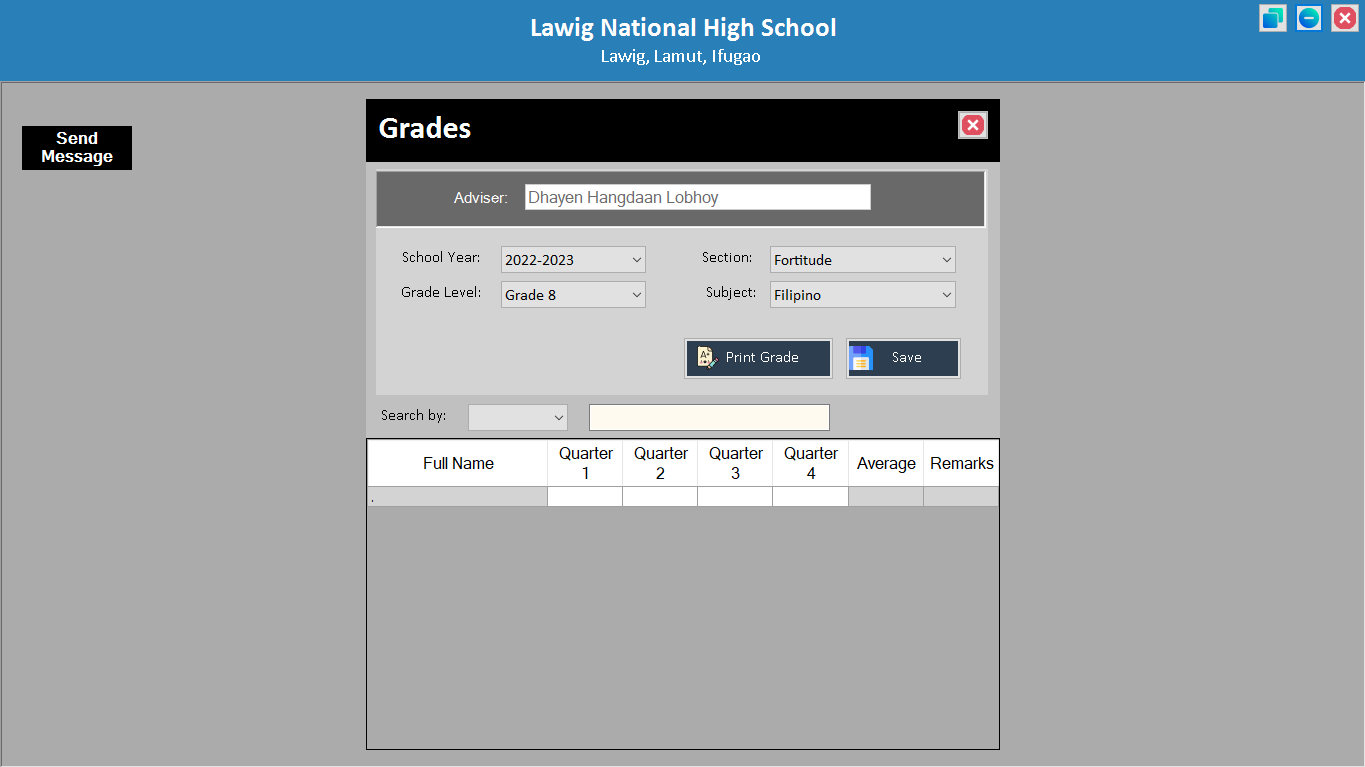 Lawig National High School
Lawig, Lamut, Ifugao
Send
Message
Grades
Adviser: Dhayen Hangdaan Lobhoy
School Year: 2022-2023 Section: Fortitude
Grade Level: Grade 8 Subject: Filipino
A+ Print Grade Save
Search by:
Full Name Quarter 1 Quarter 2 Quarter 3 Quarter 4 Average Remarks
.